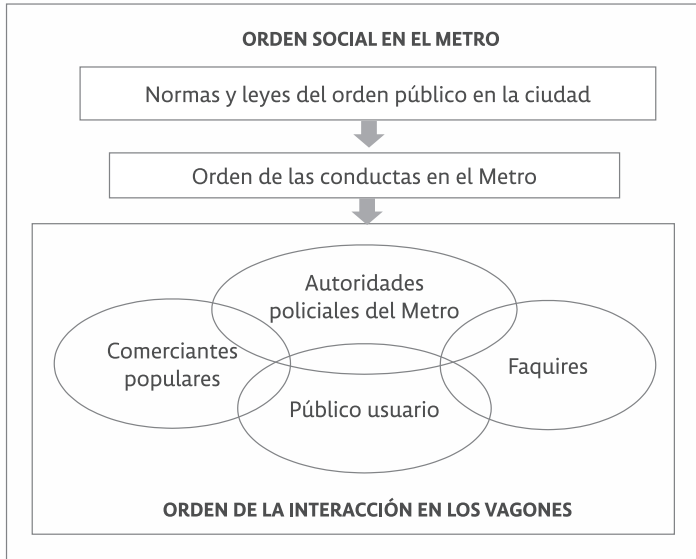 ORDEN SOCIAL EN EL METRO
Normas y leyes del orden público en la ciudad
Orden de las conductas en el Metro
Autoridades
policiales del Metro
Comerciantes
populares
Faquires
Público usuario
ORDEN DE LA INTERACCIÓN EN LOS VAGONES